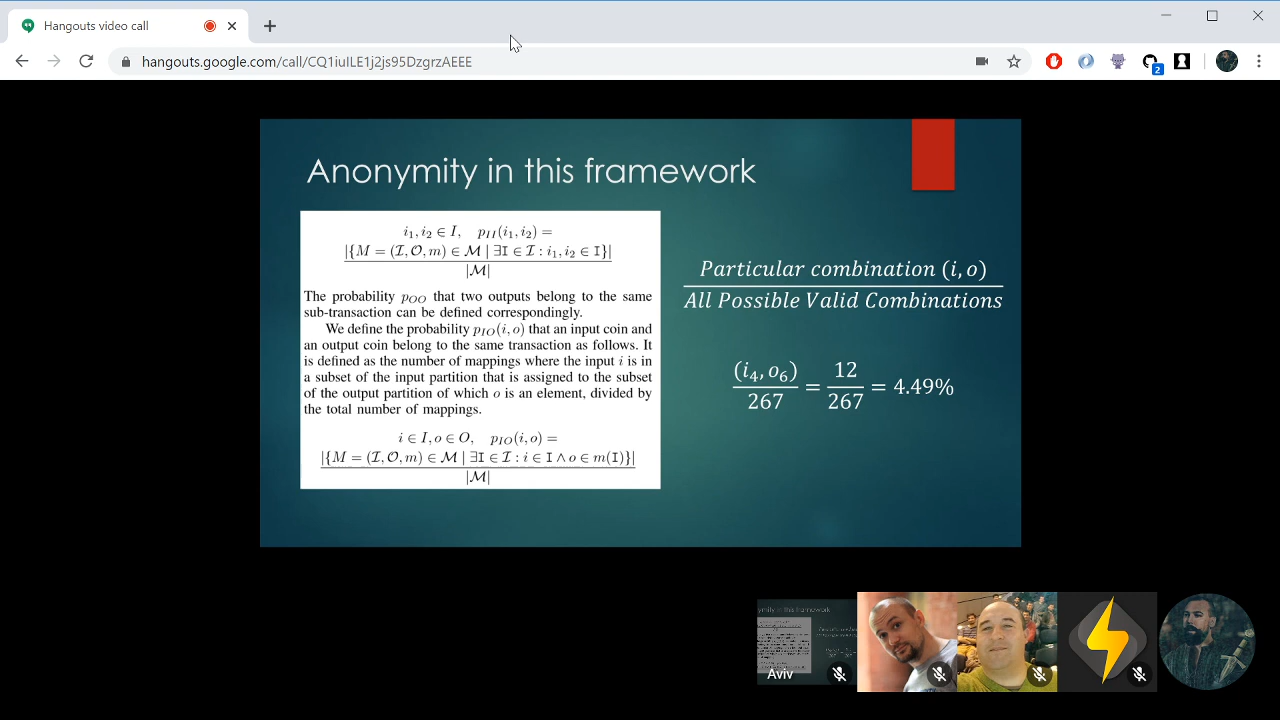 Hangouts video call
hangouts.google.com/call/CQ1iuILE1j2js95DzgrzAEEE
2
Anonymity in this framework
i₁, i₂ ∈ I, p_II(i₁, i₂) =
|{M = (ℐ, 𝒪, m) ∈ ℳ | ∃I ∈ ℐ : i₁, i₂ ∈ I}|
|ℳ|
The probability p_OO that two outputs belong to the same
sub-transaction can be defined correspondingly.
We define the probability p_IO(i, o) that an input coin and
an output coin belong to the same transaction as follows. It
is defined as the number of mappings where the input i is in
a subset of the input partition that is assigned to the subset
of the output partition of which o is an element, divided by
the total number of mappings.
i ∈ I, o ∈ O, p_IO(i, o) =
|{M = (ℐ, 𝒪, m) ∈ ℳ | ∃I ∈ ℐ : i ∈ I ∧ o ∈ m(I)}|
|ℳ|
Particular combination (i, o)
All Possible Valid Combinations
(i₄, o₆)
267
=
12
267
= 4.49%
ymity in this framework
Aviv